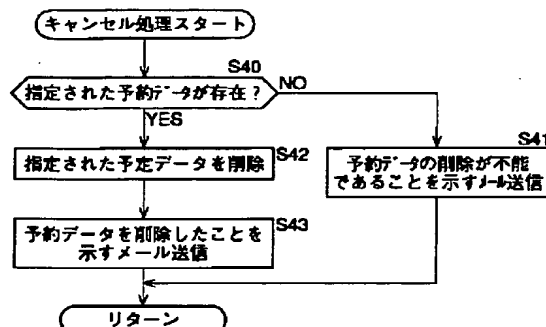 キャンセル処理スタート
S40
指定された予約データが存在?
NO
YES
S41
指定された予定データを削除
S42
予約データの削除が不能
であることを示すメール送信
予約データを削除したことを
示すメール送信
S43
リターン